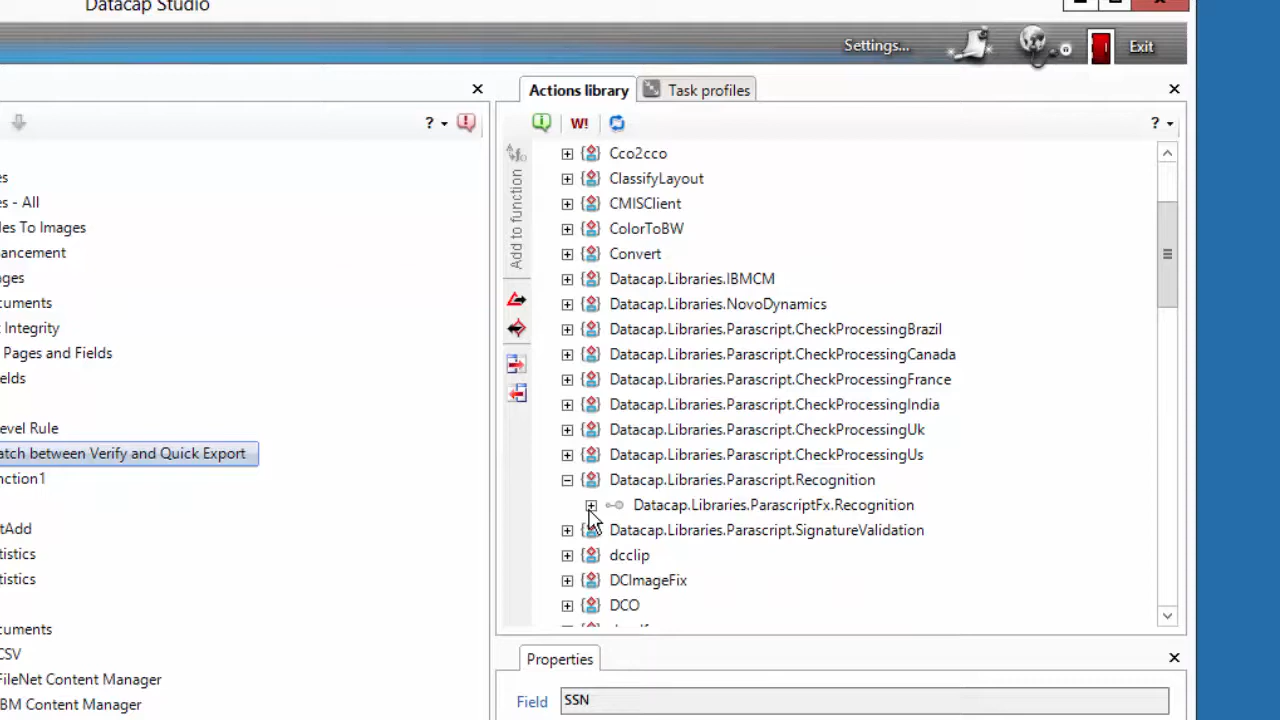 Datacap Studio
Settings...
Exit
Actions library
Task profiles
?
W!
?
Add to function
es
es - All
les To Images
ancement
ages
cuments
t Integrity
Pages and Fields
elds
evel Rule
atch between Verify and Quick Export
nction1
tAdd
tistics
tistics
cuments
CSV
FileNet Content Manager
BM Content Manager
Cco2cco
ClassifyLayout
CMISClient
ColorToBW
Convert
Datacap.Libraries.IBMCM
Datacap.Libraries.NovoDynamics
Datacap.Libraries.Parascript.CheckProcessingBrazil
Datacap.Libraries.Parascript.CheckProcessingCanada
Datacap.Libraries.Parascript.CheckProcessingFrance
Datacap.Libraries.Parascript.CheckProcessingIndia
Datacap.Libraries.Parascript.CheckProcessingUk
Datacap.Libraries.Parascript.CheckProcessingUs
Datacap.Libraries.Parascript.Recognition
Datacap.Libraries.ParascriptFx.Recognition
Datacap.Libraries.Parascript.SignatureValidation
dcclip
DCImageFix
DCO
Properties
Field SSN